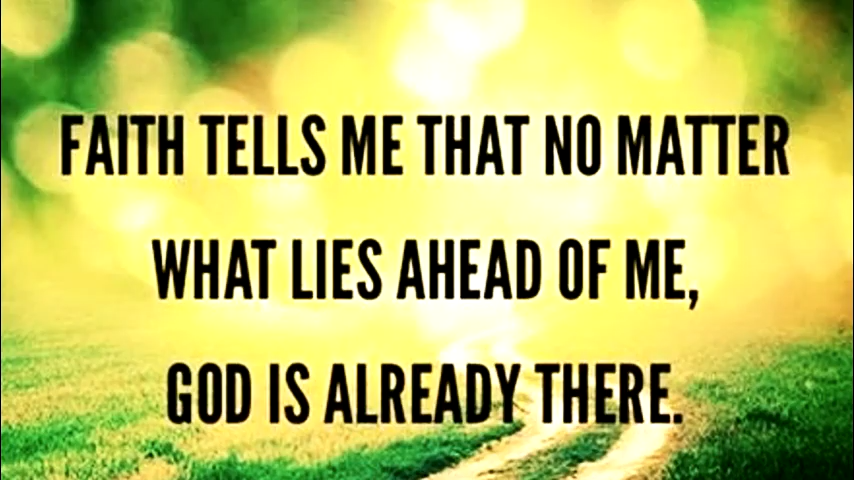 FAITH TELLS ME THAT NO MATTER
WHAT LIES AHEAD OF ME,
GOD IS ALREADY THERE.